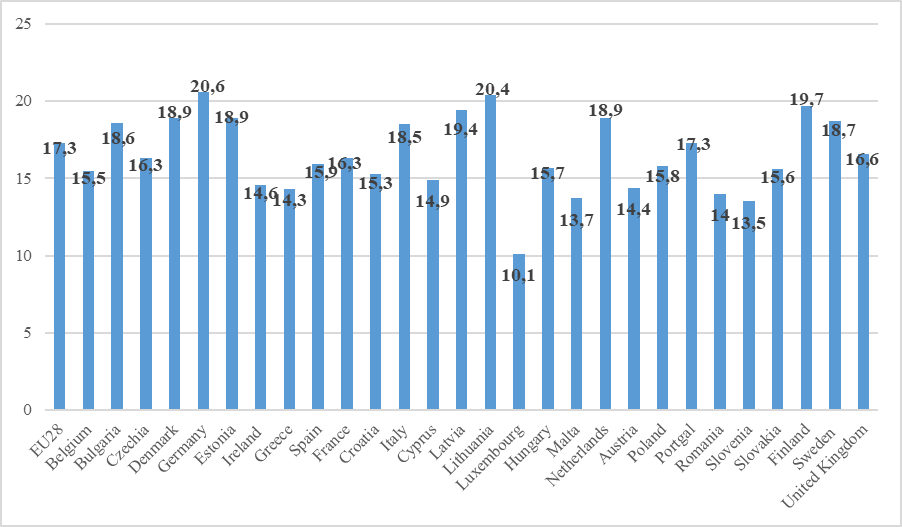 25
20
15
10
5
0
17,3
15,5
18,6
16,3
18,9
20,6
18,9
14,6
14,3
15,9
16,3
15,3
18,5
14,9
19,4
20,4
10,1
15,7
13,7
18,9
14,4
15,8
17,3
14
13,5
15,6
19,7
18,7
16,6
EU28
Belgium
Bulgaria
Czechia
Denmark
Germany
Estonia
Ireland
Greece
Spain
France
Croatia
Italy
Cyprus
Latvia
Lithuania
Luxembourg
Hungary
Malta
Netherlands
Austria
Poland
Portgal
Romania
Slovenia
Slovakia
Finland
Sweden
United Kingdom